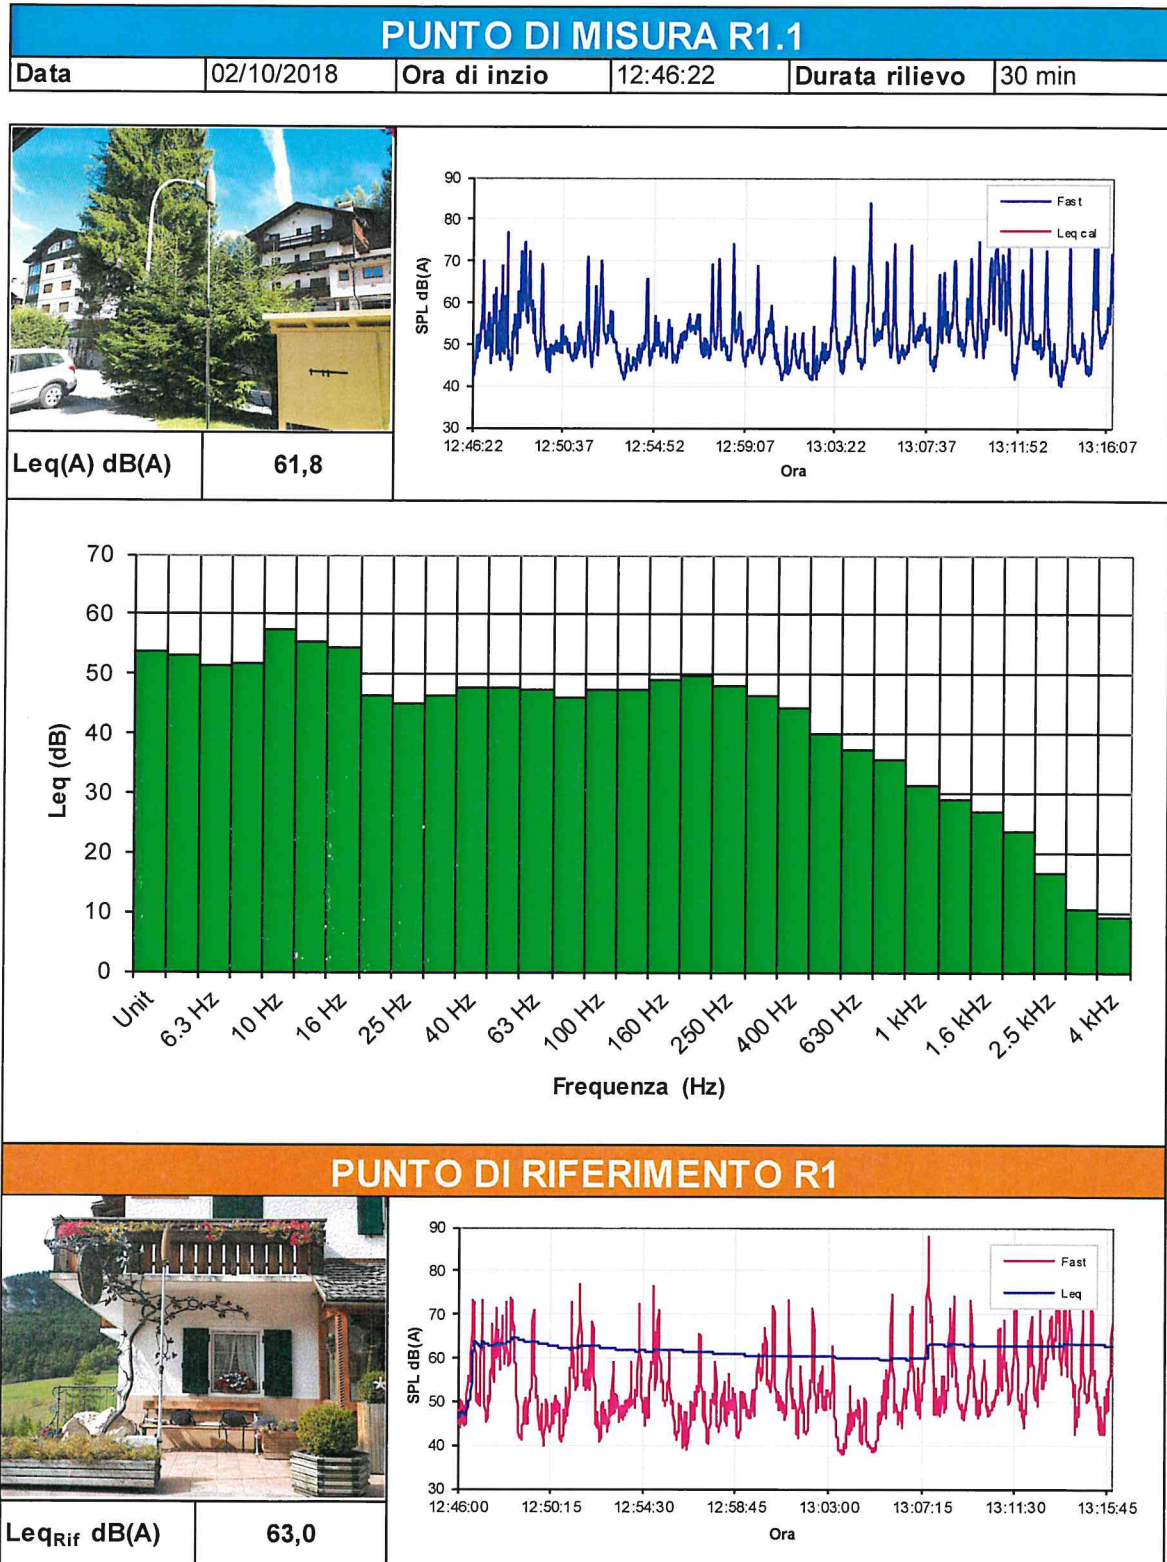 PUNTO DI MISURA R1.1
Data 02/10/2018 Ora di inzio 12:46:22 Durata rilievo 30 min
90
80
70
60
50
40
30
SPL dB(A)
Fast
Leq cal
12:46:22 12:50:37 12:54:52 12:59:07 13:03:22 13:07:37 13:11:52 13:16:07
Ora
Leq(A) dB(A) 61,8
70
60
50
40
30
20
10
0
Leq (dB)
Unit 6.3 Hz 10 Hz 16 Hz 25 Hz 40 Hz 63 Hz 100 Hz 160 Hz 250 Hz 400 Hz 630 Hz 1 kHz 1.6 kHz 2.5 kHz 4 kHz
Frequenza (Hz)
PUNTO DI RIFERIMENTO R1
90
80
70
60
50
40
30
SPL dB(A)
Fast
Leq
12:46:00 12:50:15 12:54:30 12:58:45 13:03:00 13:07:15 13:11:30 13:15:45
Ora
LeqRif dB(A) 63,0